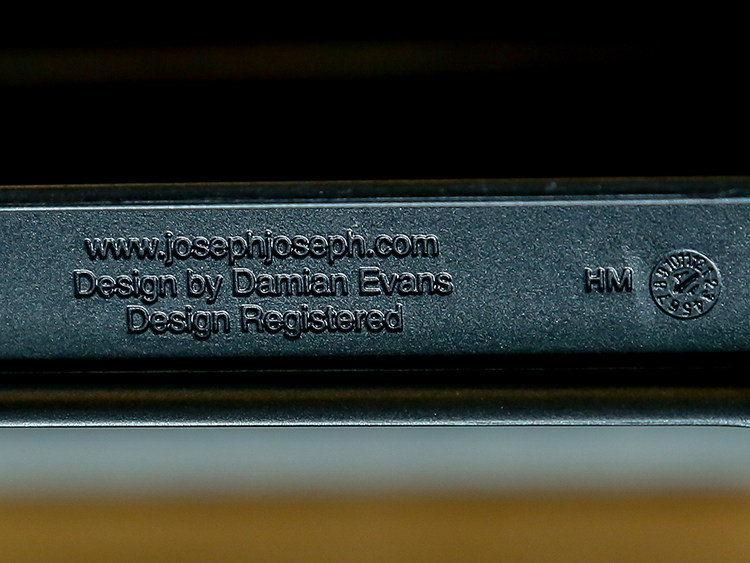 www.josephjoseph.com
Design by Damian Evans
Design Registered
HM